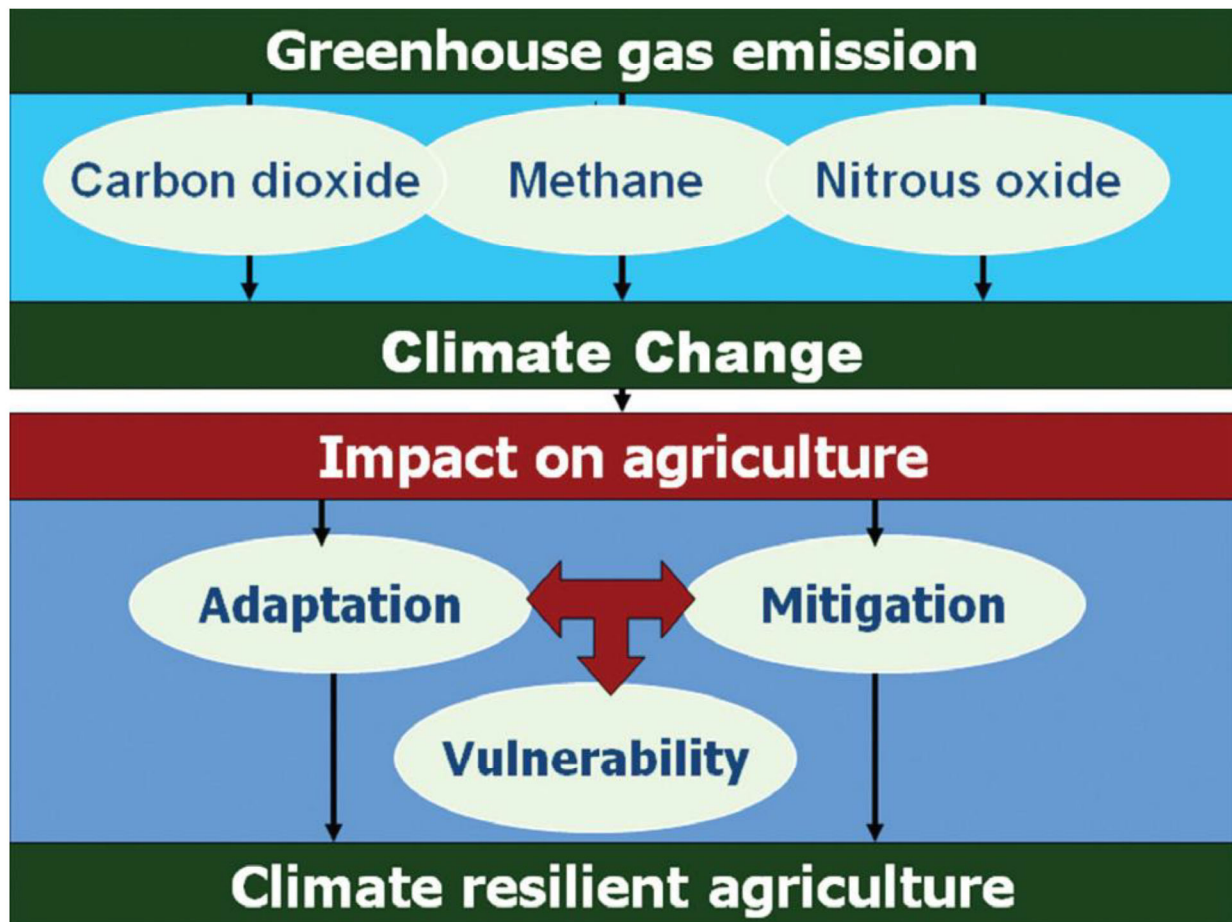 Greenhouse gas emission
Carbon dioxide Methane Nitrous oxide
Climate Change
Impact on agriculture
Adaptation Mitigation
Vulnerability
Climate resilient agriculture